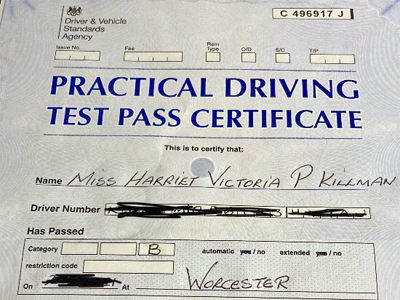 Driver & Vehicle
Standards
Agency
C 496917 J
Issue No. Fee Rein Type O/D S/C T/P
PRACTICAL DRIVING
TEST PASS CERTIFICATE
This is to certify that:
Name Miss Harriet Victoria P Killman
Driver Number
Has Passed
Category B automatic yes / no extended yes / no
restriction code
On At Worcester